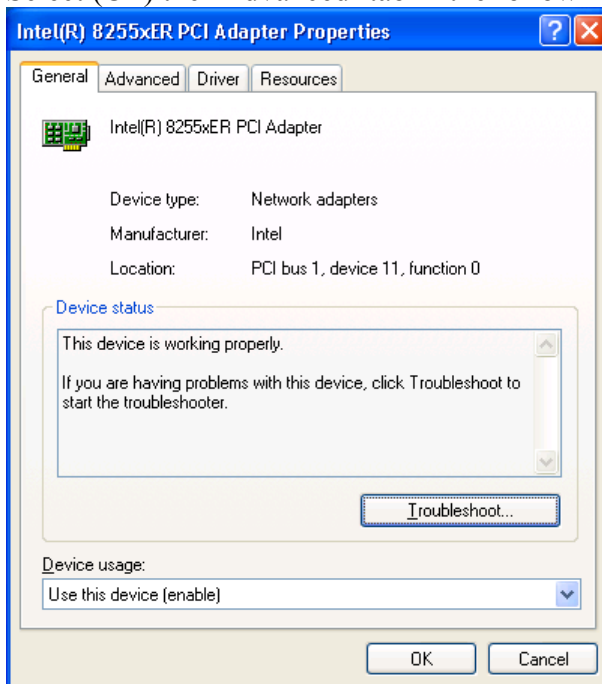 Intel(R) 8255xER PCI Adapter Properties
General Advanced Driver Resources
Intel(R) 8255xER PCI Adapter
Device type: Network adapters
Manufacturer: Intel
Location: PCI bus 1, device 11, function 0
Device status
This device is working properly.
If you are having problems with this device, click Troubleshoot to
start the troubleshooter.
Troubleshoot...
Device usage:
Use this device (enable)
OK Cancel